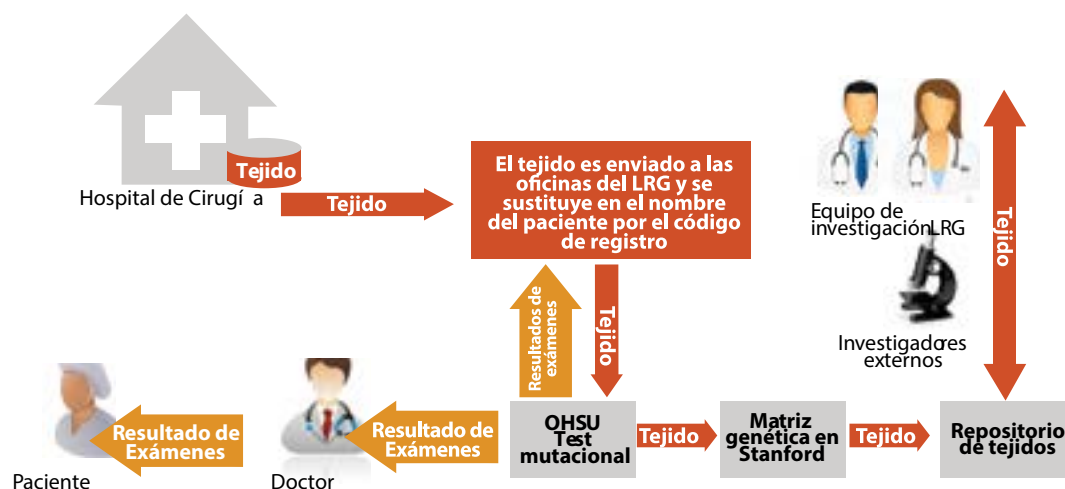 Tejido
Hospital de Cirugí a
Tejido
El tejido es enviado a las
oficinas del LRG y se
sustituye en el nombre
del paciente por el código
de registro
Equipo de
investigaciónLRG
Tejido
Investigadores
externos
Resultados de
exámenes
Tejido
Paciente
Resultado de
Exámenes
Doctor
Resultado de
Exámenes
OHSU
Test
mutacional
Tejido
Matriz
genética en
Stanford
Tejido
Repositorio
de tejidos